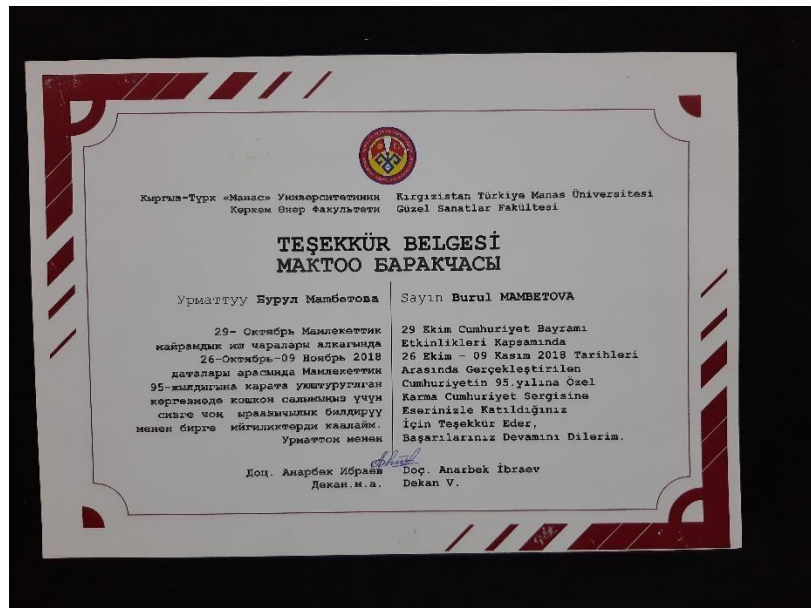 Кыргыз-Түрк «Манас» Университетинин
Көркөм Өнөр Факультети
Kırgızistan Türkiye Manas Üniversitesi
Güzel Sanatlar Fakültesi
TEŞEKKÜR BELGESİ
МАКТОО БАРАКЧАСЫ
Урматтуу Бурул Мамбетова
29- Октябрь Мамлекеттик
майрамдык иш чаралары алкагында
26-Октябрь-09 Ноябрь 2018
даталары арасында Мамлекеттик
95-жылдыгына карата уюштурулган
көргөзмөдө кошкон салымыңыз үчүн
сизге чоң ыраазычылык билдирүү
менен бирге ийгиликтерди каалайм.
Урматтоо менен
Доц. Анарбек Ибраев
Декан.м.а.
Sayın Burul MAMBETOVA
29 Ekim Cumhuriyet Bayramı
Etkinlikleri Kapsamında
26 Ekim – 09 Kasım 2018 Tarihleri
Arasında Gerçekleştirilen
Cumhuriyetin 95.yılına Özel
Karma Cumhuriyet Sergisine
Eserinizle Katıldığınız
İçin Teşekkür Eder,
Başarılarınız Devamını Dilerim.
Doç. Anarbek İbraev
Dekan V.